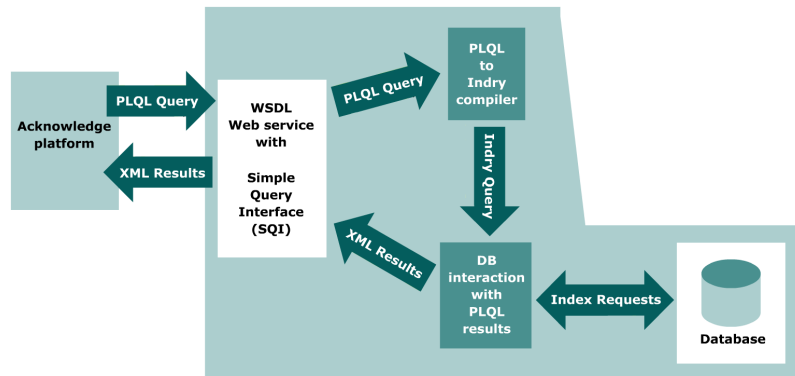 Acknowledge
platform
PLQL Query
XML Results
WSDL
Web service
with
Simple
Query
Interface
(SQI)
PLQL Query
PLQL
to
Indry
compiler
Indry Query
XML Results
DB
interaction
with
PLQL
results
Index Requests
Database